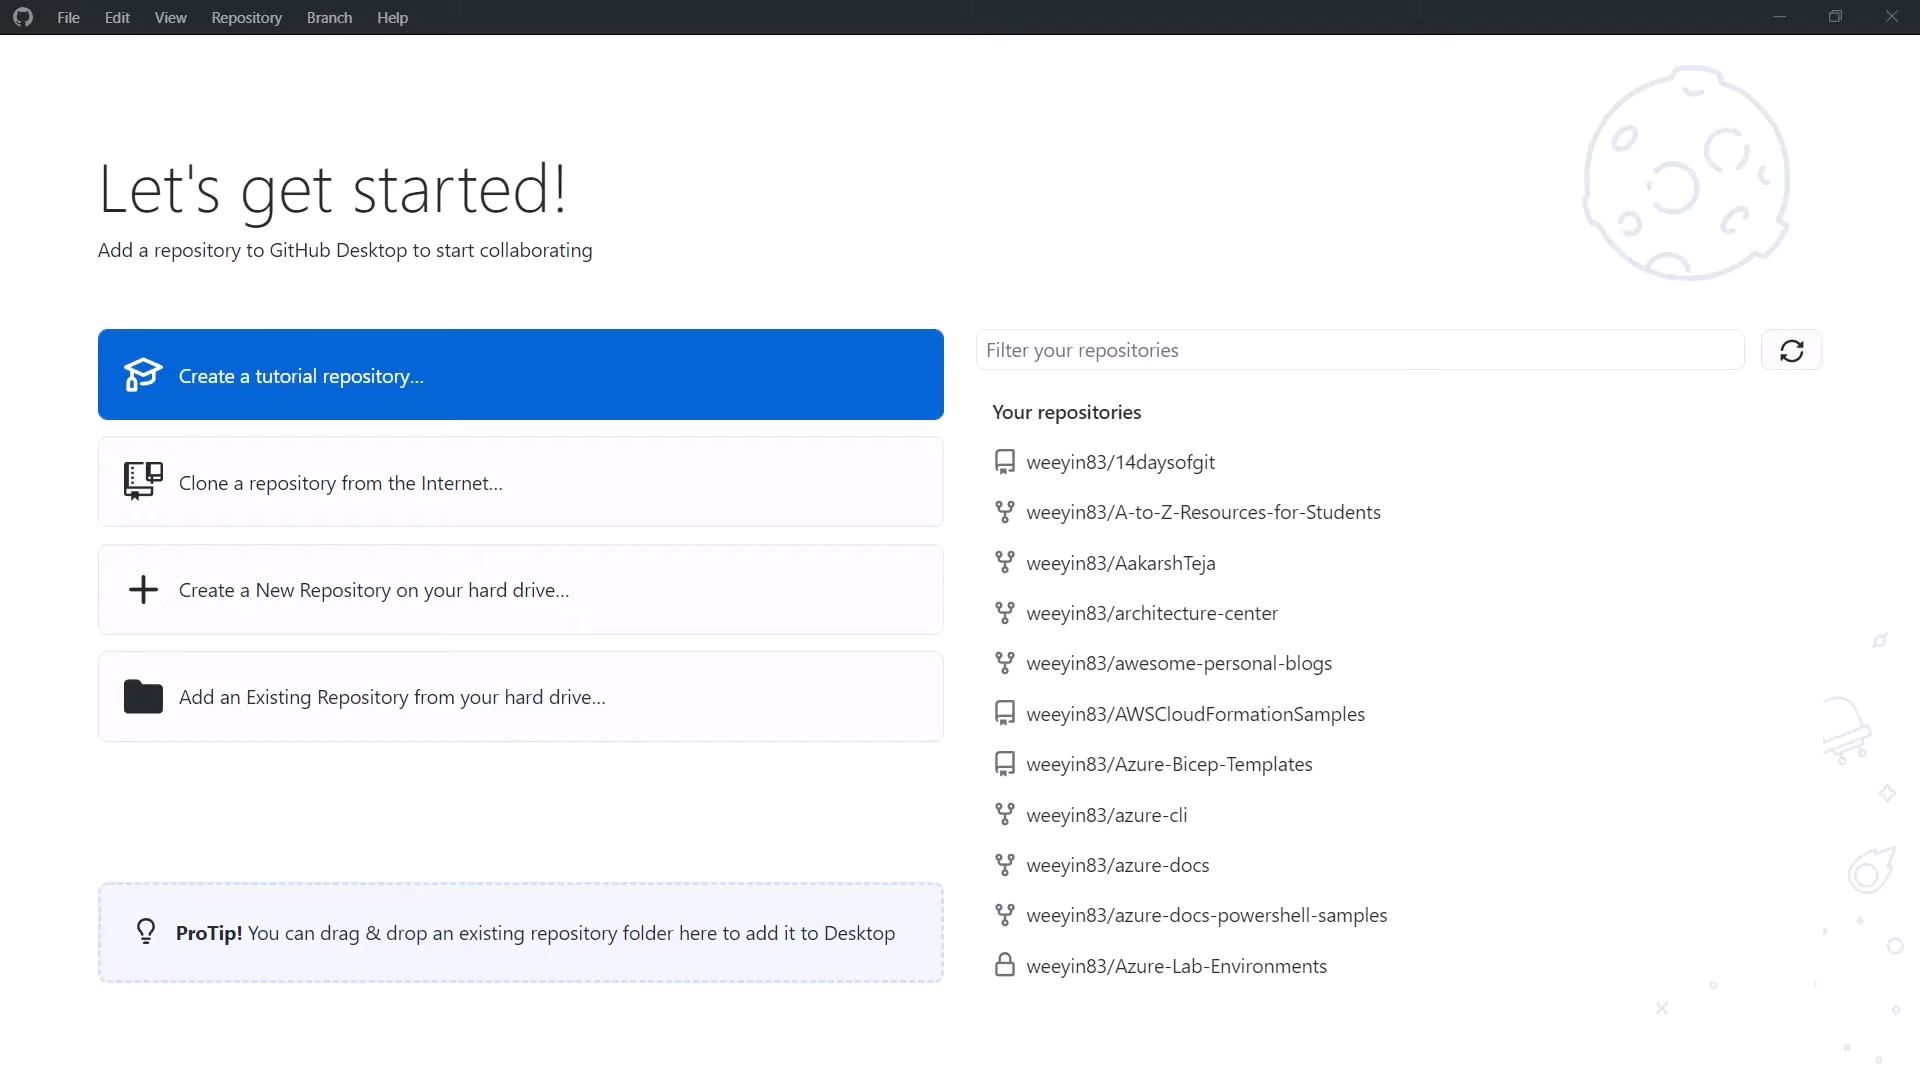 File Edit View Repository Branch Help
Let's get started!
Add a repository to GitHub Desktop to start collaborating
Create a tutorial repository...
Clone a repository from the Internet...
Create a New Repository on your hard drive...
Add an Existing Repository from your hard drive...
ProTip! You can drag & drop an existing repository folder here to add it to Desktop
Filter your repositories
Your repositories
weeyin83/14daysofgit
weeyin83/A-to-Z-Resources-for-Students
weeyin83/AakarshTeja
weeyin83/architecture-center
weeyin83/awesome-personal-blogs
weeyin83/AWSCloudFormationSamples
weeyin83/Azure-Bicep-Templates
weeyin83/azure-cli
weeyin83/azure-docs
weeyin83/azure-docs-powershell-samples
weeyin83/Azure-Lab-Environments